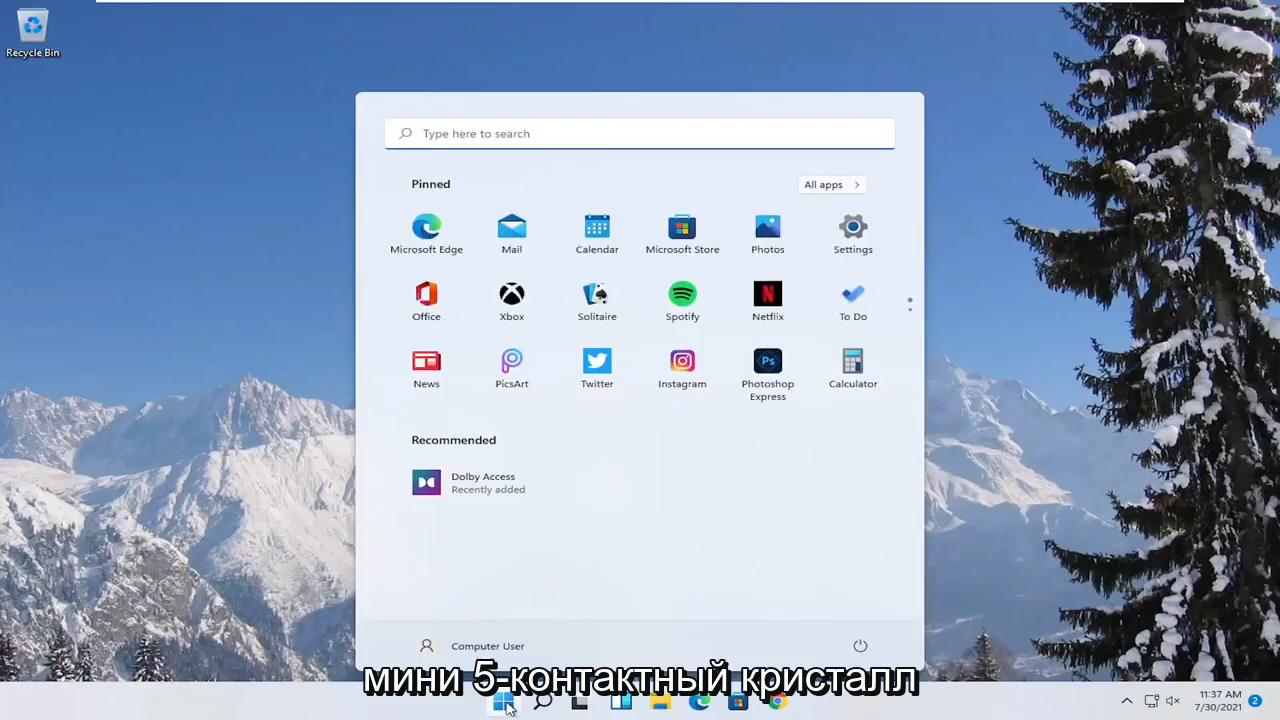 Recycle Bin
Type here to search
Pinned
All apps
Microsoft Edge
Mail
Calendar
Microsoft Store
Photos
Settings
Office
Xbox
Solitaire
Spotify
Netflix
To Do
News
PicsArt
Twitter
Instagram
Ps
Photoshop
Express
Calculator
Recommended
Dolby Access
Recently added
Computer User
мини 5-контактный кристалл
11:37 AM
7/30/2021
2